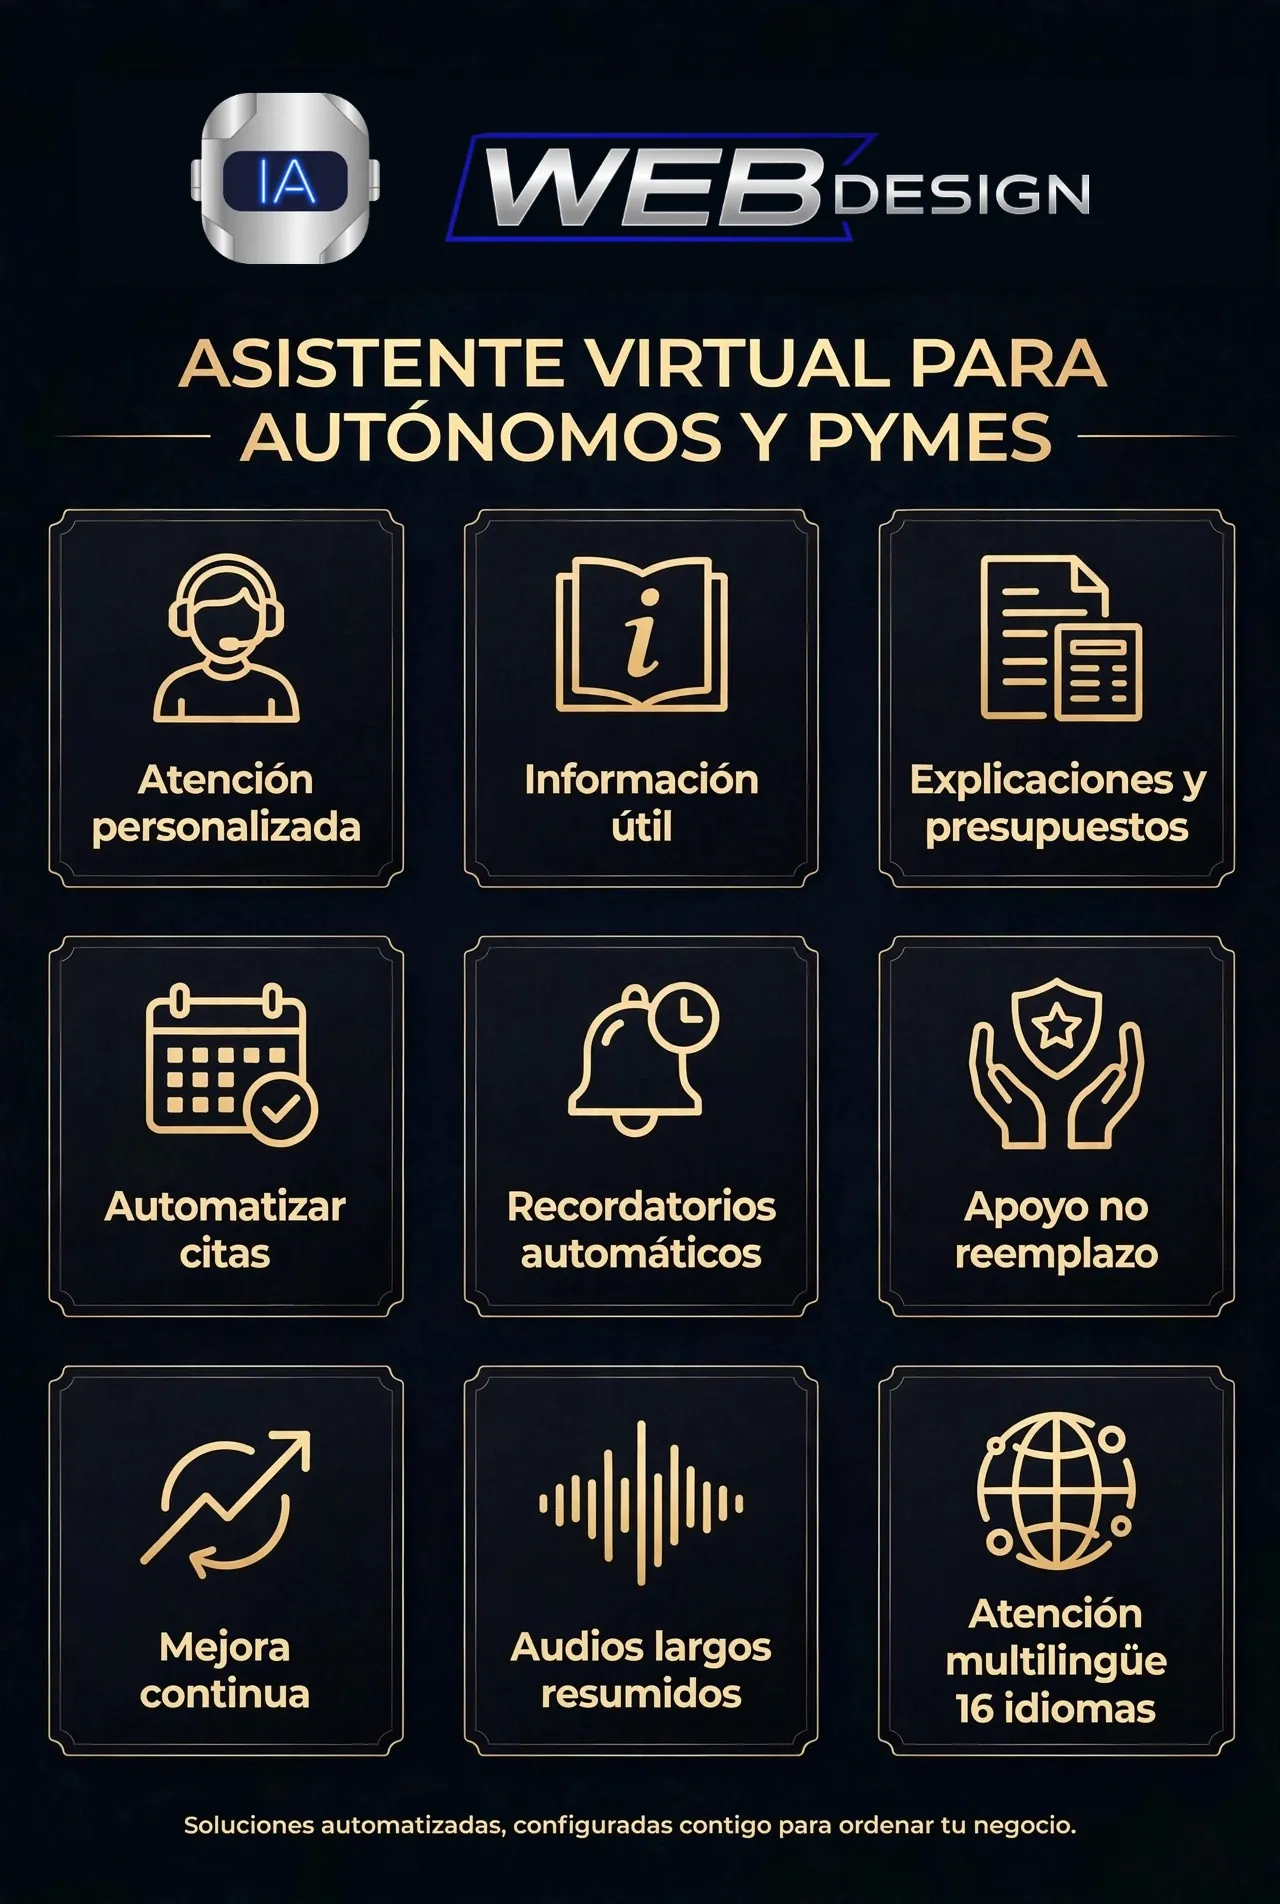 IA
WEB DESIGN
ASISTENTE VIRTUAL PARA
AUTÓNOMOS Y PYMES
Atención
personalizada
i
Información
útil
Explicaciones y
presupuestos
Automatizar
citas
Recordatorios
automáticos
Apoyo no
reemplazo
Mejora
continua
Audios largos
resumidos
Atención
multilingüe
16 idiomas
Soluciones automatizadas, configuradas contigo para ordenar tu negocio.